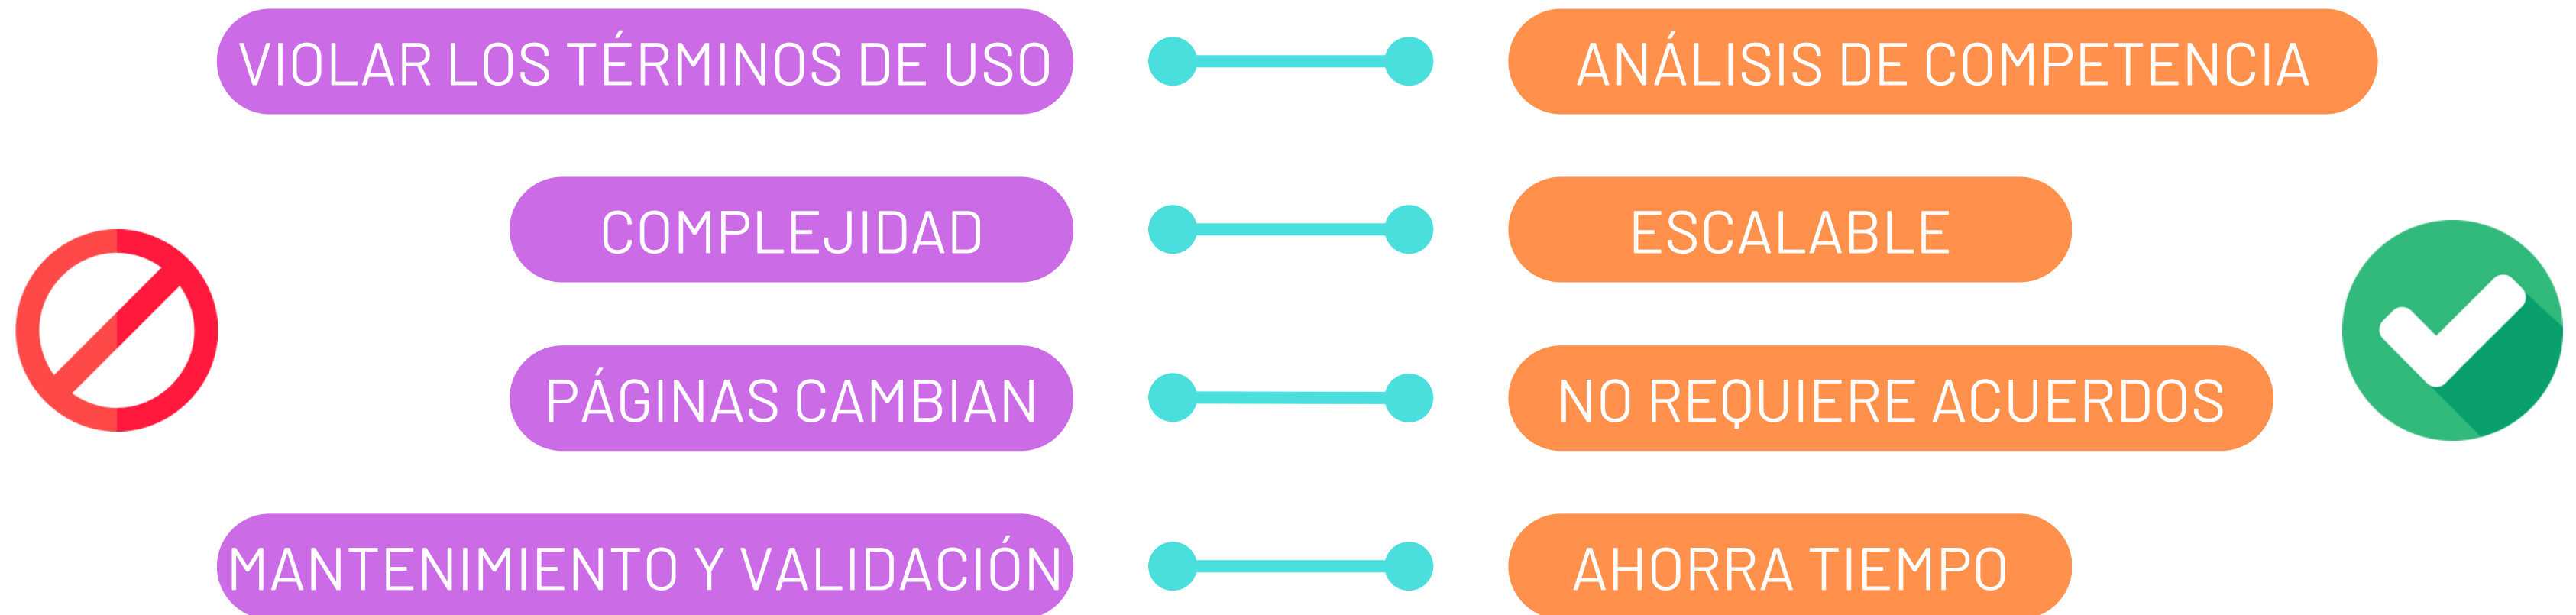 VIOLAR LOS TÉRMINOS DE USO
ANÁLISIS DE COMPETENCIA
COMPLEJIDAD
ESCALABLE
PÁGINAS CAMBIAN
NO REQUIERE ACUERDOS
MANTENIMIENTO Y VALIDACIÓN
AHORRA TIEMPO